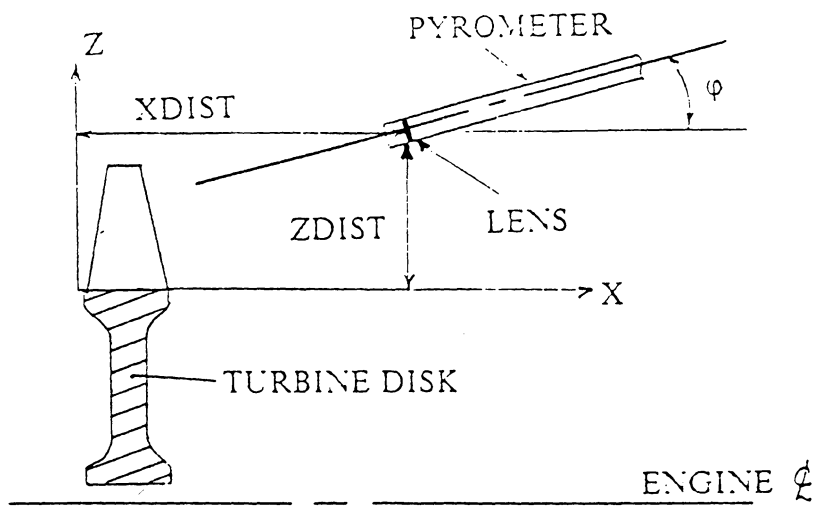 PYROMETER
Z
XDIST
φ
ZDIST
LENS
X
TURBINE DISK
ENGINE ℄